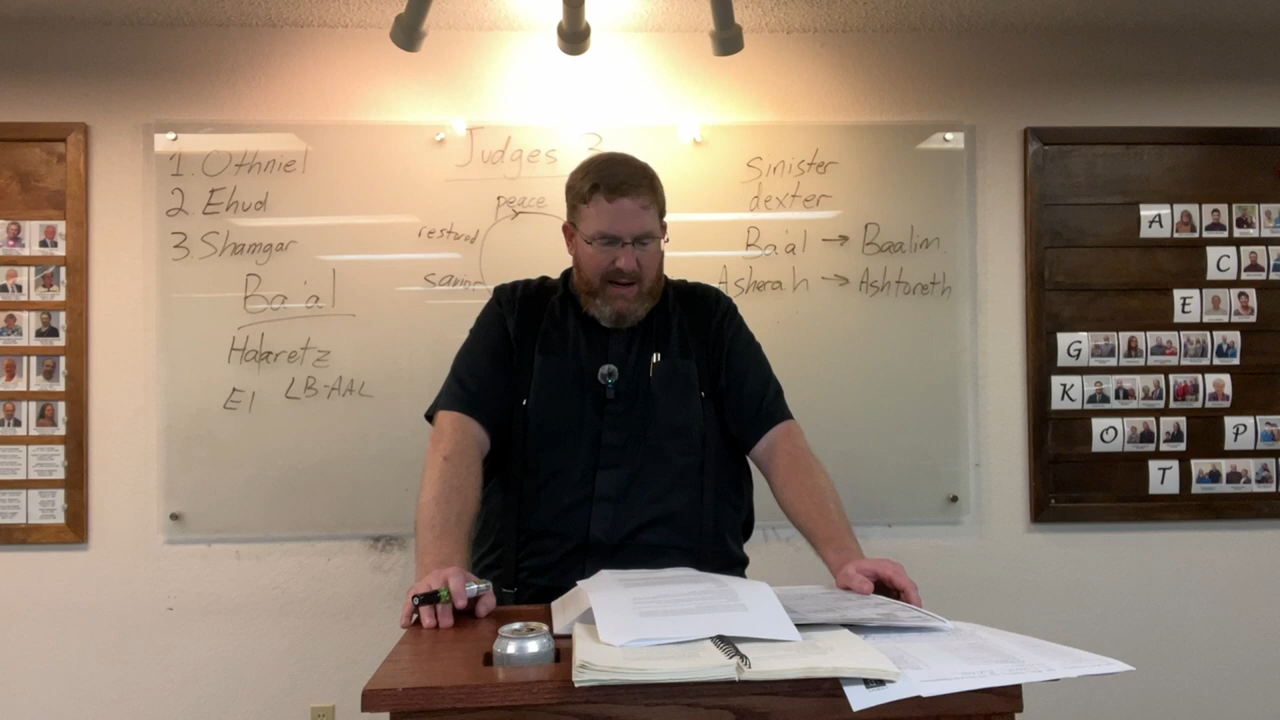 Judges 3
1. Othniel
2. Ehud
3. Shamgar
Ba'al
Haaretz
El LB-AAL
peace
restored
saving
Sinister
dexter
Ba'al → Baalim
Asherah → Ashtoreth
A
C
E
G
K
O P
T